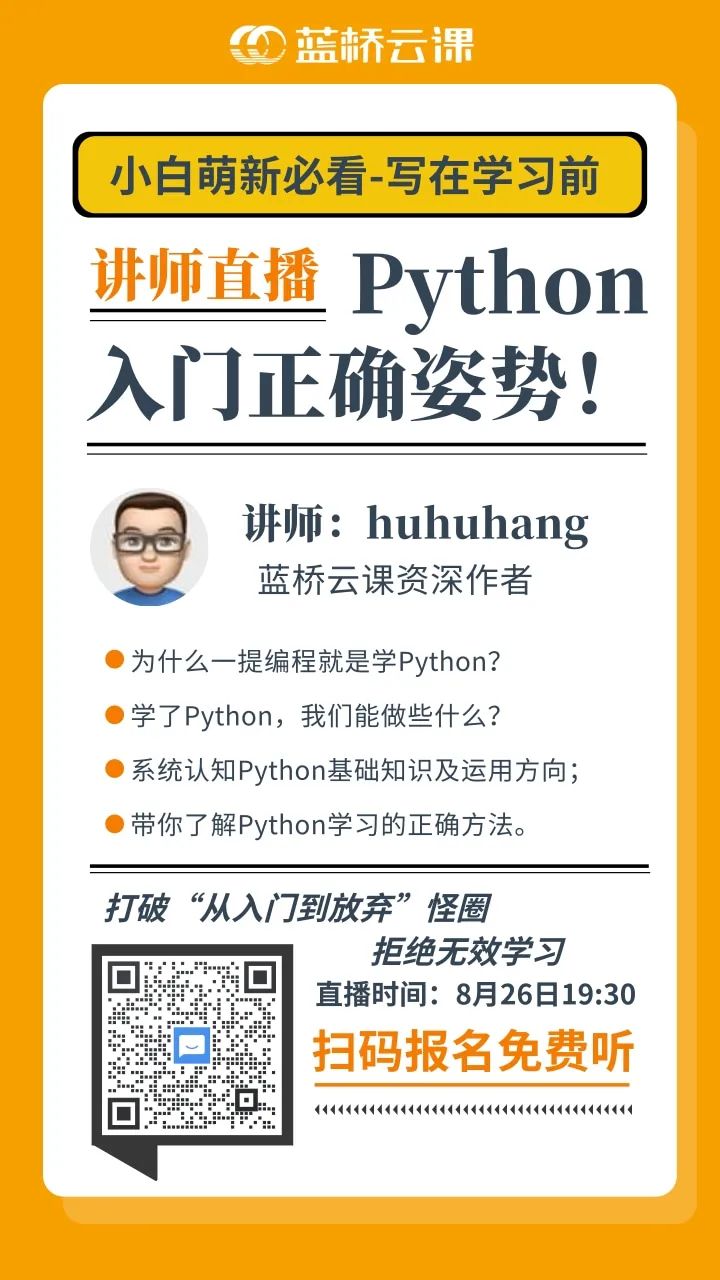 蓝桥云课
小白萌新必看-写在学习前
讲师直播 Python
入门正确姿势！
讲师：huhuhang
蓝桥云课资深作者
为什么一提编程就是学Python？
学了Python，我们能做些什么？
系统认知Python基础知识及运用方向；
带你了解Python学习的正确方法。
打破“从入门到放弃”怪圈
拒绝无效学习
直播时间：8月26日19:30
扫码报名免费听